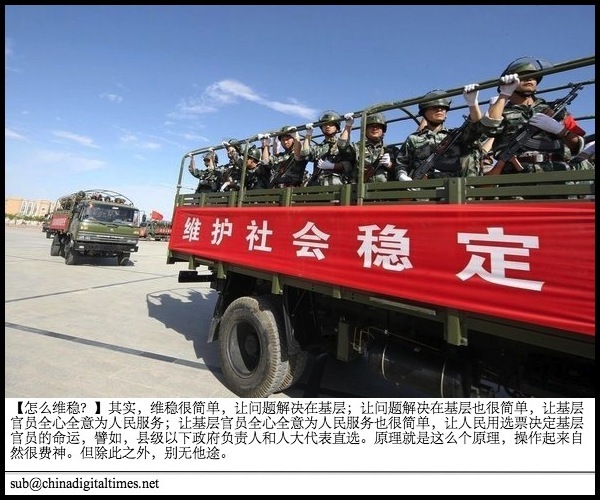 维护社会稳定
【怎么维稳？】其实，维稳很简单，让问题解决在基层；让问题解决在基层也很简单，让基层
官员全心全意为人民服务；让基层官员全心全意为人民服务也很简单，让人民用选票决定基层
官员的命运，譬如，县级以下政府负责人和人大代表直选。原理就是这么个原理，操作起来自
然很费神。但除此之外，别无他途。
sub@chinadigitaltimes.net